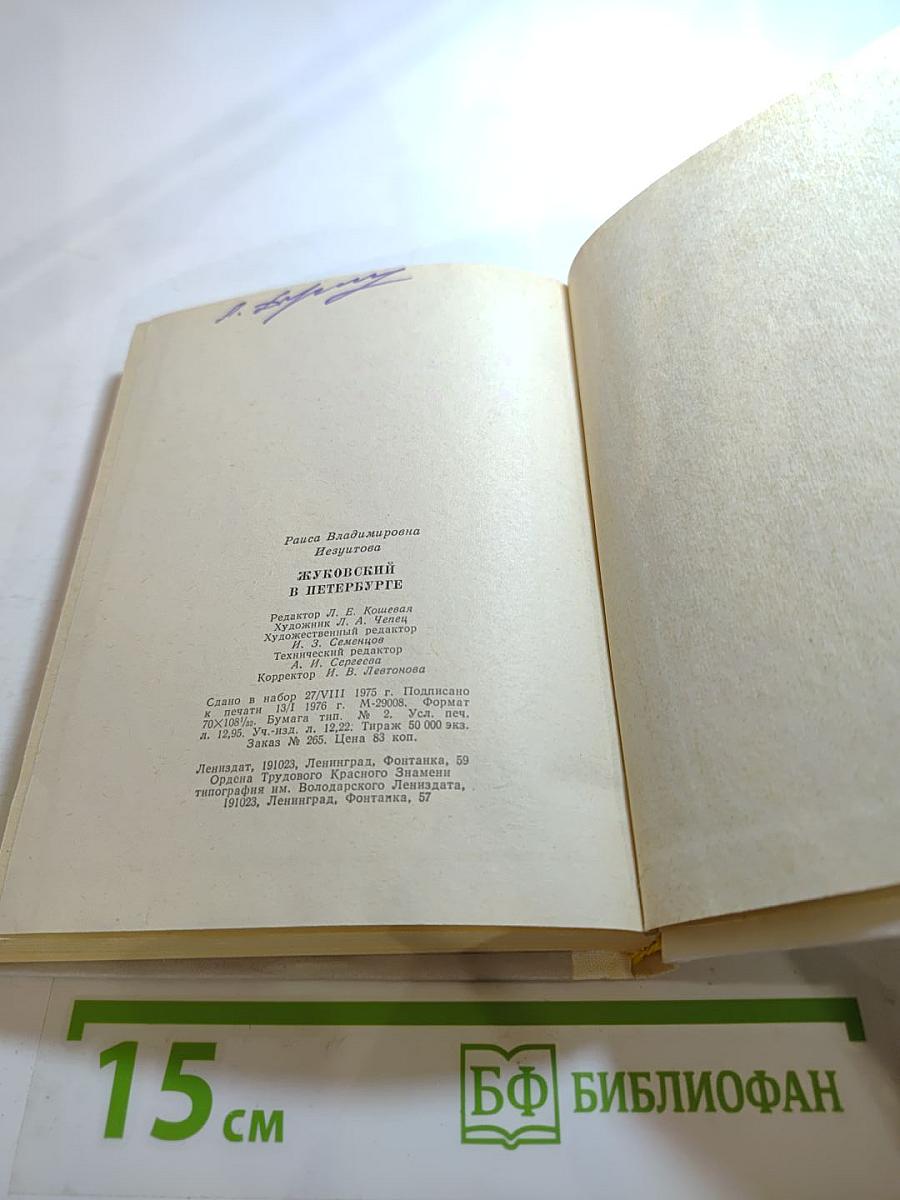 Раиса Владимировна
Иезуитова
ЖУКОВСКИЙ
В ПЕТЕРБУРГЕ
Редактор Л. Е. Кошевая
Художник Л. А. Чепец
Художественный редактор
И. З. Семенцов
Технический редактор
А. И. Сергеева
Корректор И. В. Левтонова
Сдано в набор 27/VIII 1975 г. Подписано
к печати 13/I 1976 г. М-29008. Формат
70×108¹/₃₂. Бумага тип. № 2. Усл. печ.
л. 12,95. Уч.-изд. л. 12,22. Тираж 50 000 экз.
Заказ № 265. Цена 83 коп.
Лениздат, 191023, Ленинград, Фонтанка, 59
Ордена Трудового Красного Знамени
типография им. Володарского Лениздата,
191023, Ленинград, Фонтанка, 57
15 см
БФ БИБЛИОФАН